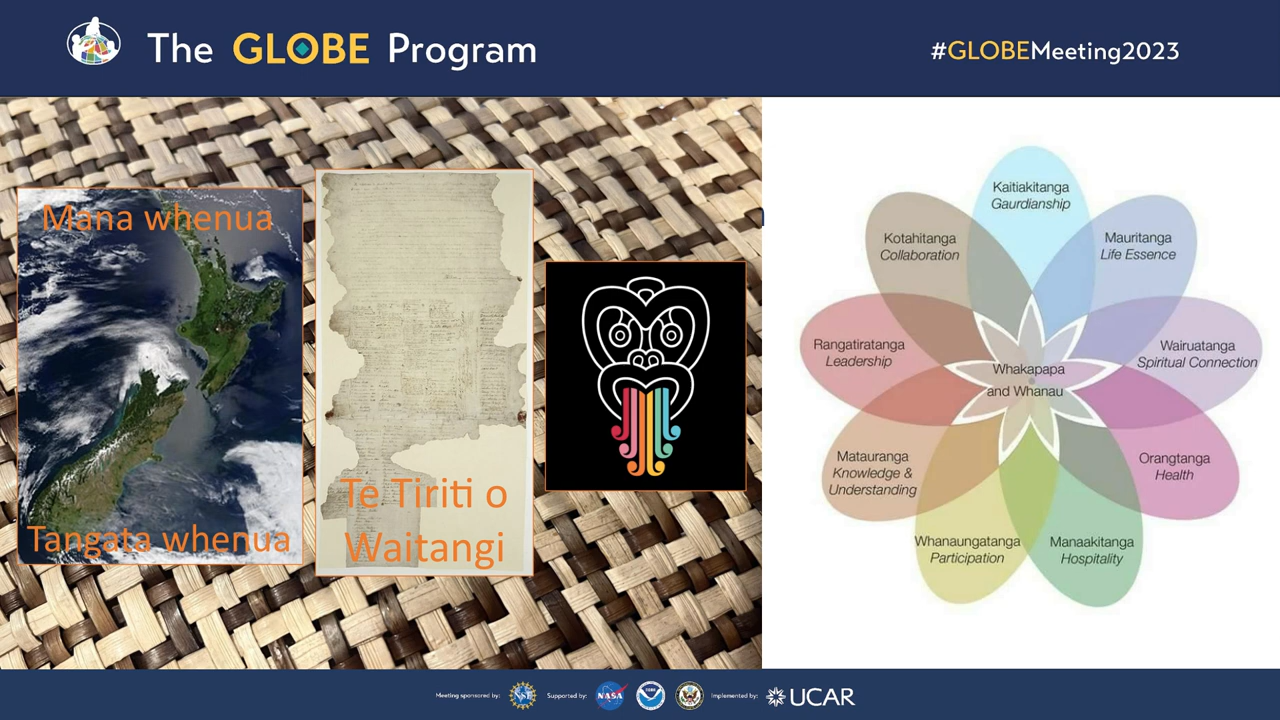 The GLOBE Program
#GLOBEMeeting2023
Mana whenua
Tangata whenua
Te Tiriti o
Waitangi
Kaitiakitanga
Gaurdianship
Mauritanga
Life Essence
Wairuatanga
Spiritual Connection
Orangtanga
Health
Manaakitanga
Hospitality
Whanaungatanga
Participation
Matauranga
Knowledge &
Understanding
Rangatiratanga
Leadership
Kotahitanga
Collaboration
Whakapapa
and Whanau
Meeting sponsored by:
NSF
Supported by:
NASA
Implemented by:
UCAR